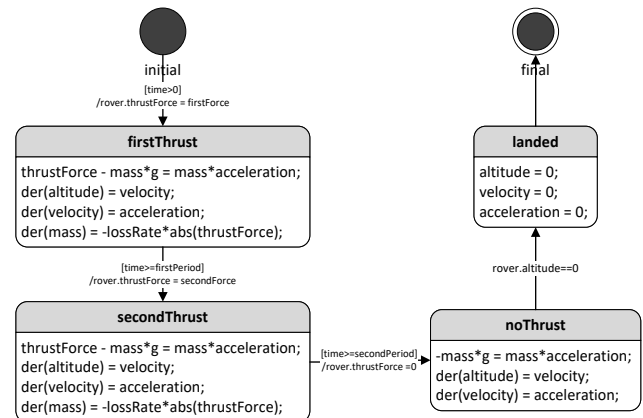 initial
[time>0]
/rover.thrustForce = firstForce
firstThrust
thrustForce - mass*g = mass*acceleration;
der(altitude) = velocity;
der(velocity) = acceleration;
der(mass) = -lossRate*abs(thrustForce);
[time>=firstPeriod]
/rover.thrustForce = secondForce
secondThrust
thrustForce - mass*g = mass*acceleration;
der(altitude) = velocity;
der(velocity) = acceleration;
der(mass) = -lossRate*abs(thrustForce);
[time>=secondPeriod]
/rover.thrustForce =0
noThrust
-mass*g = mass*acceleration;
der(altitude) = velocity;
der(velocity) = acceleration;
rover.altitude==0
landed
altitude = 0;
velocity = 0;
acceleration = 0;
final